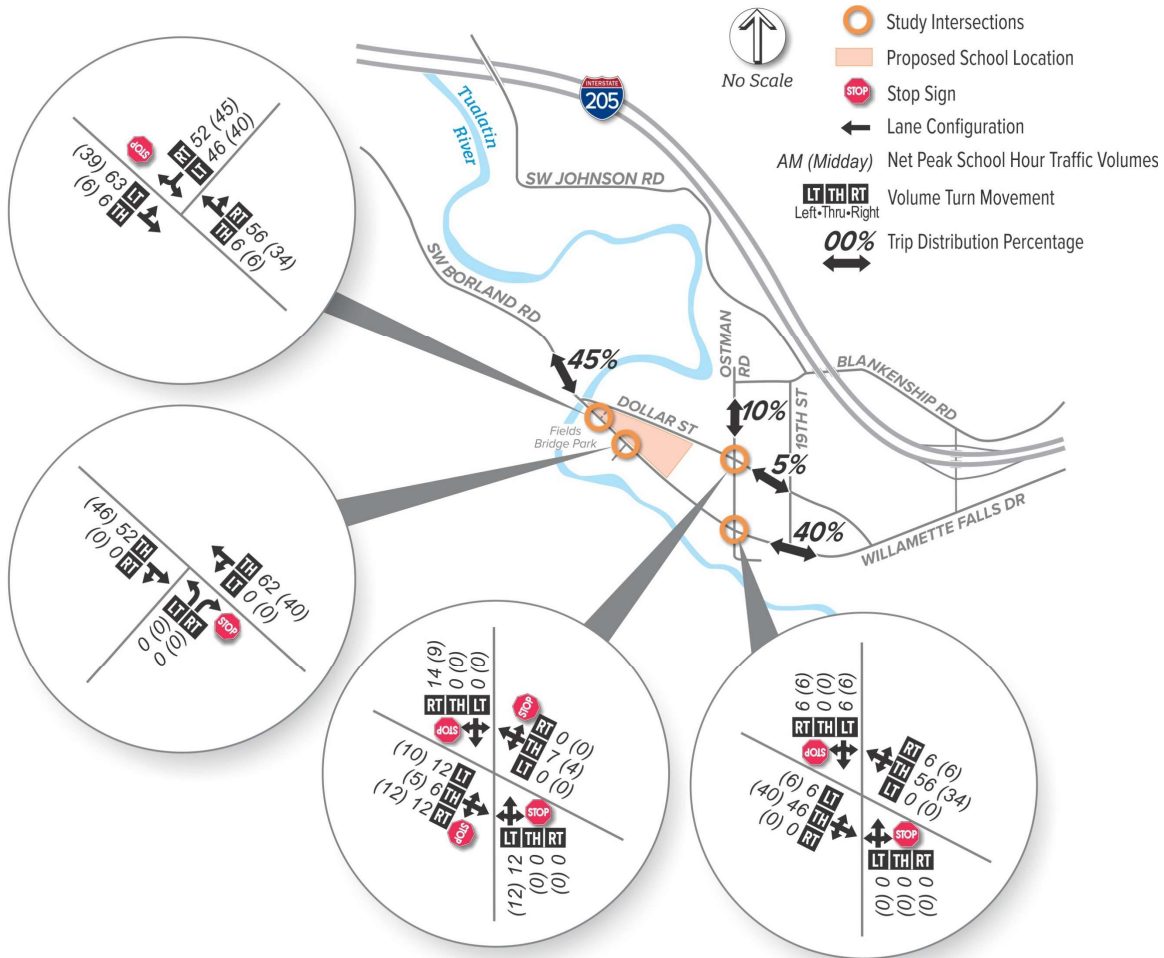 No Scale
Study Intersections
Proposed School Location
STOP Stop Sign
Lane Configuration
AM (Midday) Net Peak School Hour Traffic Volumes
LT TH RT Volume Turn Movement
Left•Thru•Right
00% Trip Distribution Percentage
INTERSTATE
205
Tualatin
River
SW JOHNSON RD
SW BORLAND RD
OSTMAN
RD
BLANKENSHIP RD
45%
DOLLAR ST
10%
19TH ST
Fields
Bridge Park
5%
40%
WILLAMETTE FALLS DR
STOP
RT 52 (45)
LT 46 (40)
(39) 63 LT
(6) 6 TH
RT 56 (34)
TH 6 (6)
(46) 52 TH
(0) 0 RT
TH 62 (40)
LT 0 (0)
LT RT
STOP
0 (0)
0 (0)
14 (9)
0 (0)
0 (0)
RT TH LT
STOP
STOP
RT 0 (0)
TH 7 (4)
LT 0 (0)
(10) 12 LT
(5) 6 TH
(12) 12 RT
STOP
STOP
LT TH RT
(12) 12
(0) 0
(0) 0
6 (6)
0 (0)
6 (6)
RT TH LT
STOP
RT 6 (6)
TH 56 (34)
LT 0 (0)
(6) 6 LT
(40) 46 TH
(0) 0 RT
STOP
LT TH RT
(0) 0
(0) 0
(0) 0